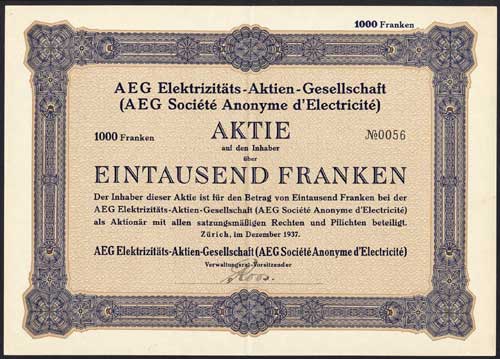 1000 Franken
AEG Elektrizitäts-Aktien-Gesellschaft
(AEG Société Anonyme d'Electricité)
1000 Franken
AKTIE
№0056
auf den Inhaber
über
EINTAUSEND FRANKEN
Der Inhaber dieser Aktie ist für den Betrag von Eintausend Franken bei der
AEG Elektrizitäts-Aktien-Gesellschaft (AEG Société Anonyme d'Electricité)
als Aktionär mit allen satzungsmäßigen Rechten und Pflichten beteiligt.
Zürich, im Dezember 1937.
AEG Elektrizitäts-Aktien-Gesellschaft (AEG Société Anonyme d'Electricité)
Verwaltungsrat-Vorsitzender